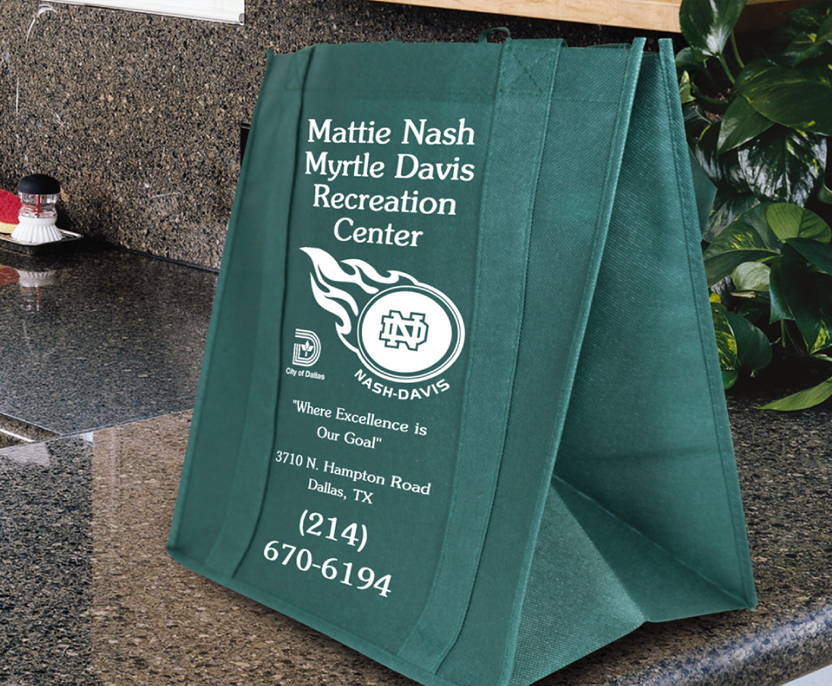 Mattie Nash
Myrtle Davis
Recreation
Center
ND
City of Dallas
NASH-DAVIS
"Where Excellence is
Our Goal"
3710 N. Hampton Road
Dallas, TX
(214)
670-6194